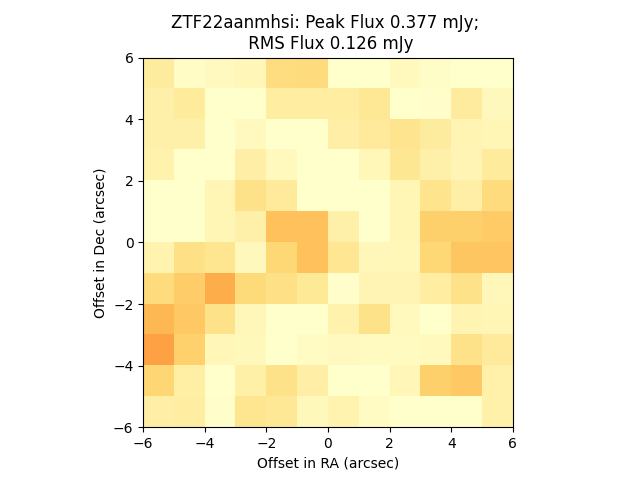 ZTF22aanmhsi: Peak Flux 0.377 mJy;
RMS Flux 0.126 mJy
6
4
2
0
−2
−4
−6
Offset in Dec (arcsec)
−6 −4 −2 0 2 4 6
Offset in RA (arcsec)